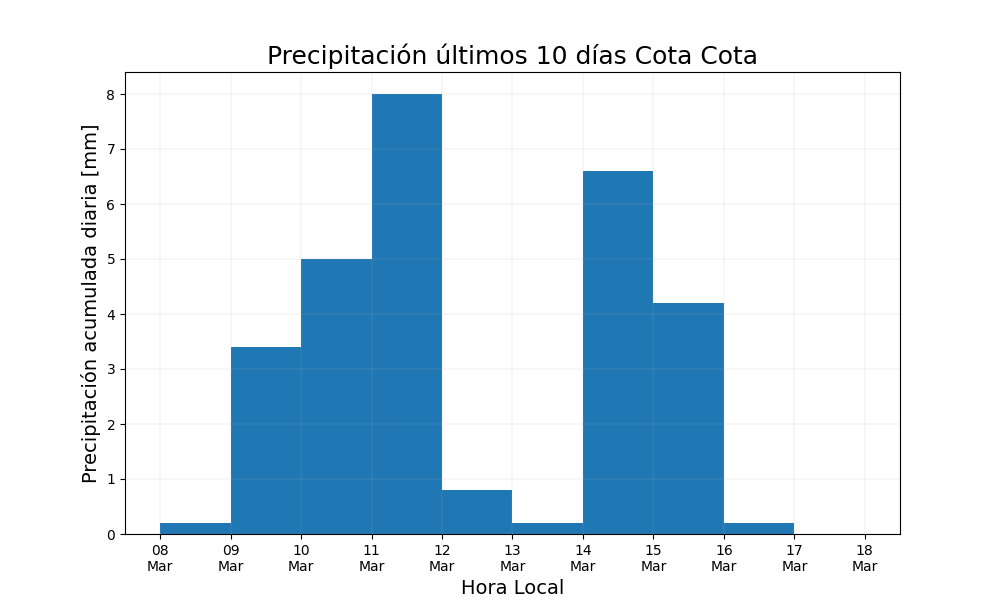 Precipitación últimos 10 días Cota Cota
Precipitación acumulada diaria [mm]
8
7
6
5
4
3
2
1
0
08 09 10 11 12 13 14 15 16 17 18
Mar Mar Mar Mar Mar Mar Mar Mar Mar Mar Mar
Hora Local